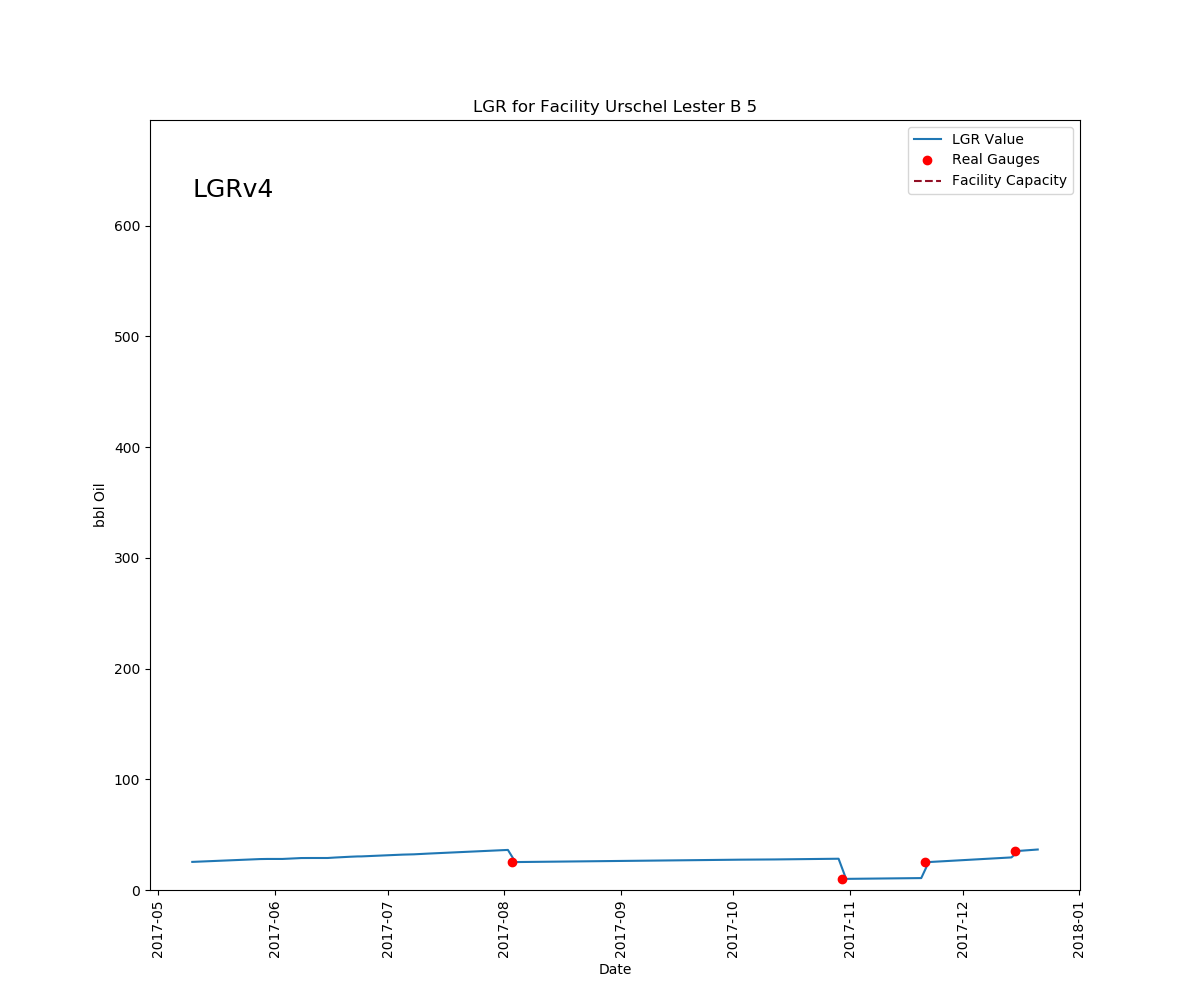 LGR for Facility Urschel Lester B 5
LGR Value
Real Gauges
Facility Capacity
LGRv4
600
500
400
300
200
100
0
bbl Oil
2017-05
2017-06
2017-07
2017-08
2017-09
2017-10
2017-11
2017-12
2018-01
Date